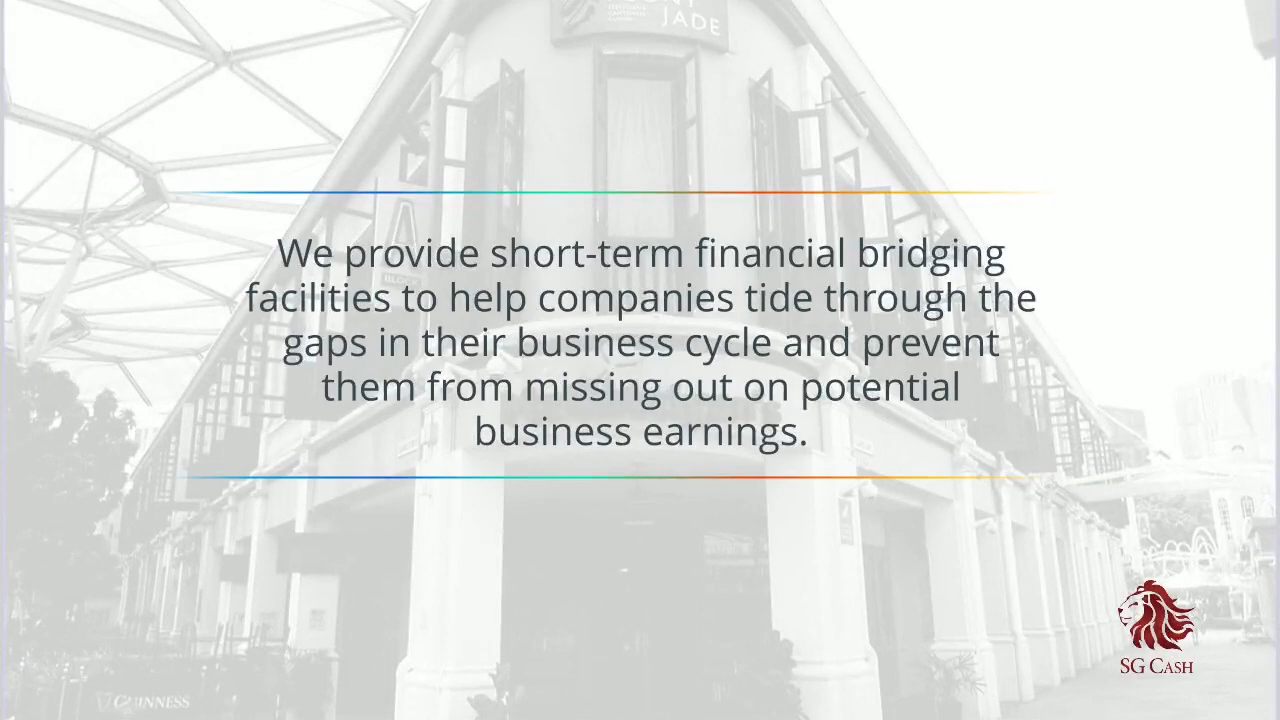 JADE
We provide short-term financial bridging
facilities to help companies tide through the
gaps in their business cycle and prevent
them from missing out on potential
business earnings.
SG CASH
GUINNESS